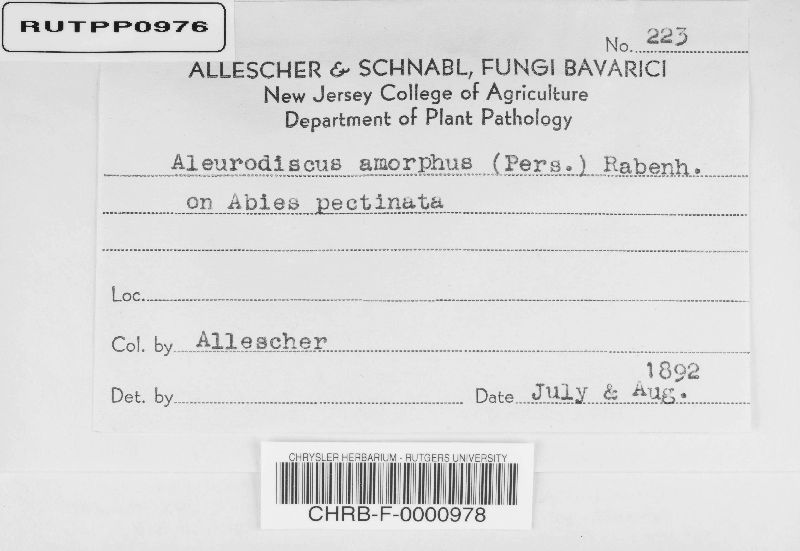 RUTPP0976
No. 223
ALLESCHER & SCHNABL, FUNGI BAVARICI
New Jersey College of Agriculture
Department of Plant Pathology
Aleurodiscus amorphus (Pers.) Rabenh.
on Abies pectinata
Loc.
Col. by Allescher
1892
Det. by Date July & Aug.
CHRYSLER HERBARIUM - RUTGERS UNIVERSITY
CHRB-F-0000978